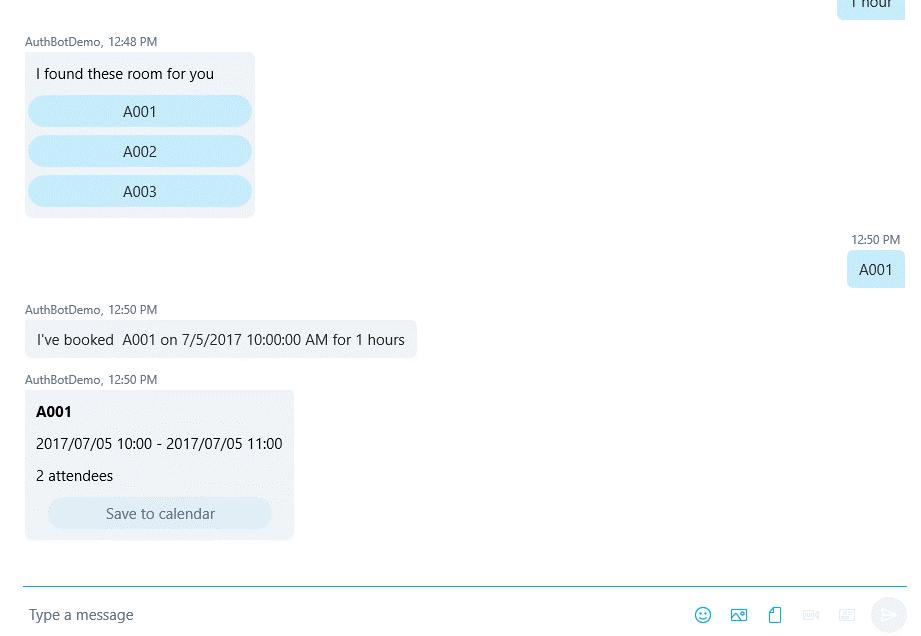 1 hour
AuthBotDemo, 12:48 PM
I found these room for you
A001
A002
A003
12:50 PM
A001
AuthBotDemo, 12:50 PM
I've booked  A001 on 7/5/2017 10:00:00 AM for 1 hours
AuthBotDemo, 12:50 PM
A001
2017/07/05 10:00 - 2017/07/05 11:00
2 attendees
Save to calendar
Type a message